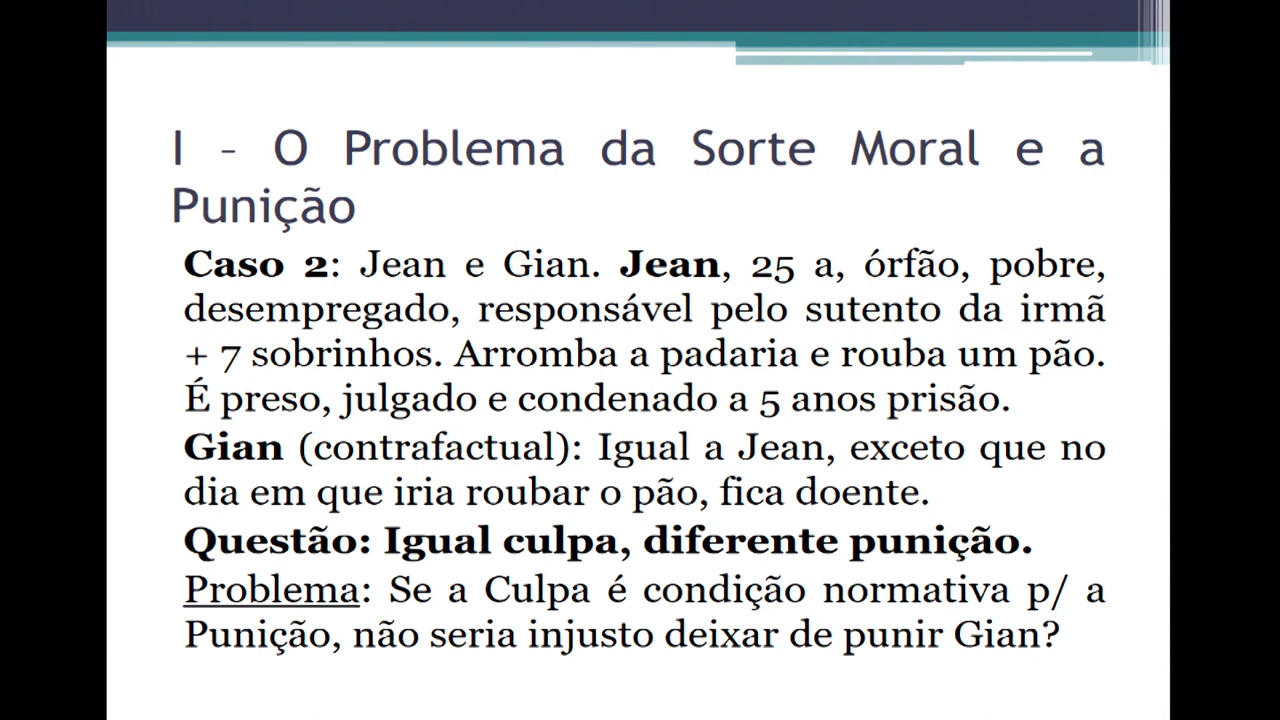 I – O Problema da Sorte Moral e a
Punição
Caso 2: Jean e Gian. Jean, 25 a, órfão, pobre,
desempregado, responsável pelo sutento da irmã
+ 7 sobrinhos. Arromba a padaria e rouba um pão.
É preso, julgado e condenado a 5 anos prisão.
Gian (contrafactual): Igual a Jean, exceto que no
dia em que iria roubar o pão, fica doente.
Questão: Igual culpa, diferente punição.
Problema: Se a Culpa é condição normativa p/ a
Punição, não seria injusto deixar de punir Gian?